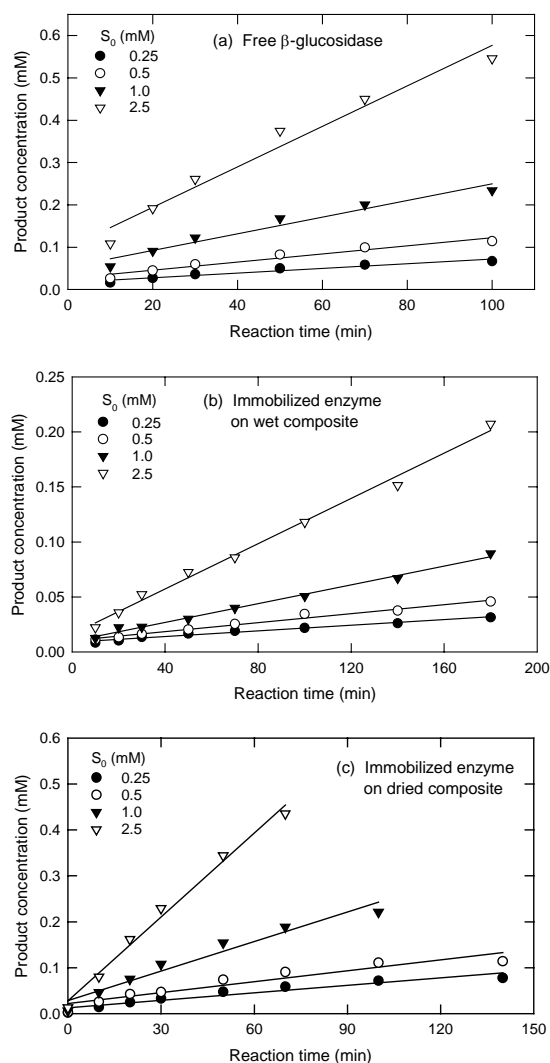 S0 (mM)
0.25
0.5
1.0
2.5
(a) Free β-glucosidase
Product concentration (mM)
0.6
0.5
0.4
0.3
0.2
0.1
0.0
0 20 40 60 80 100
Reaction time (min)
S0 (mM)
0.25
0.5
1.0
2.5
(b) Immobilized enzyme
on wet composite
Product concentration (mM)
0.25
0.20
0.15
0.10
0.05
0.00
0 40 80 120 160 200
Reaction time (min)
S0 (mM)
0.25
0.5
1.0
2.5
(c) Immobilized enzyme
on dried composite
Product concentration (mM)
0.6
0.5
0.4
0.3
0.2
0.1
0.0
0 30 60 90 120 150
Reaction time (min)